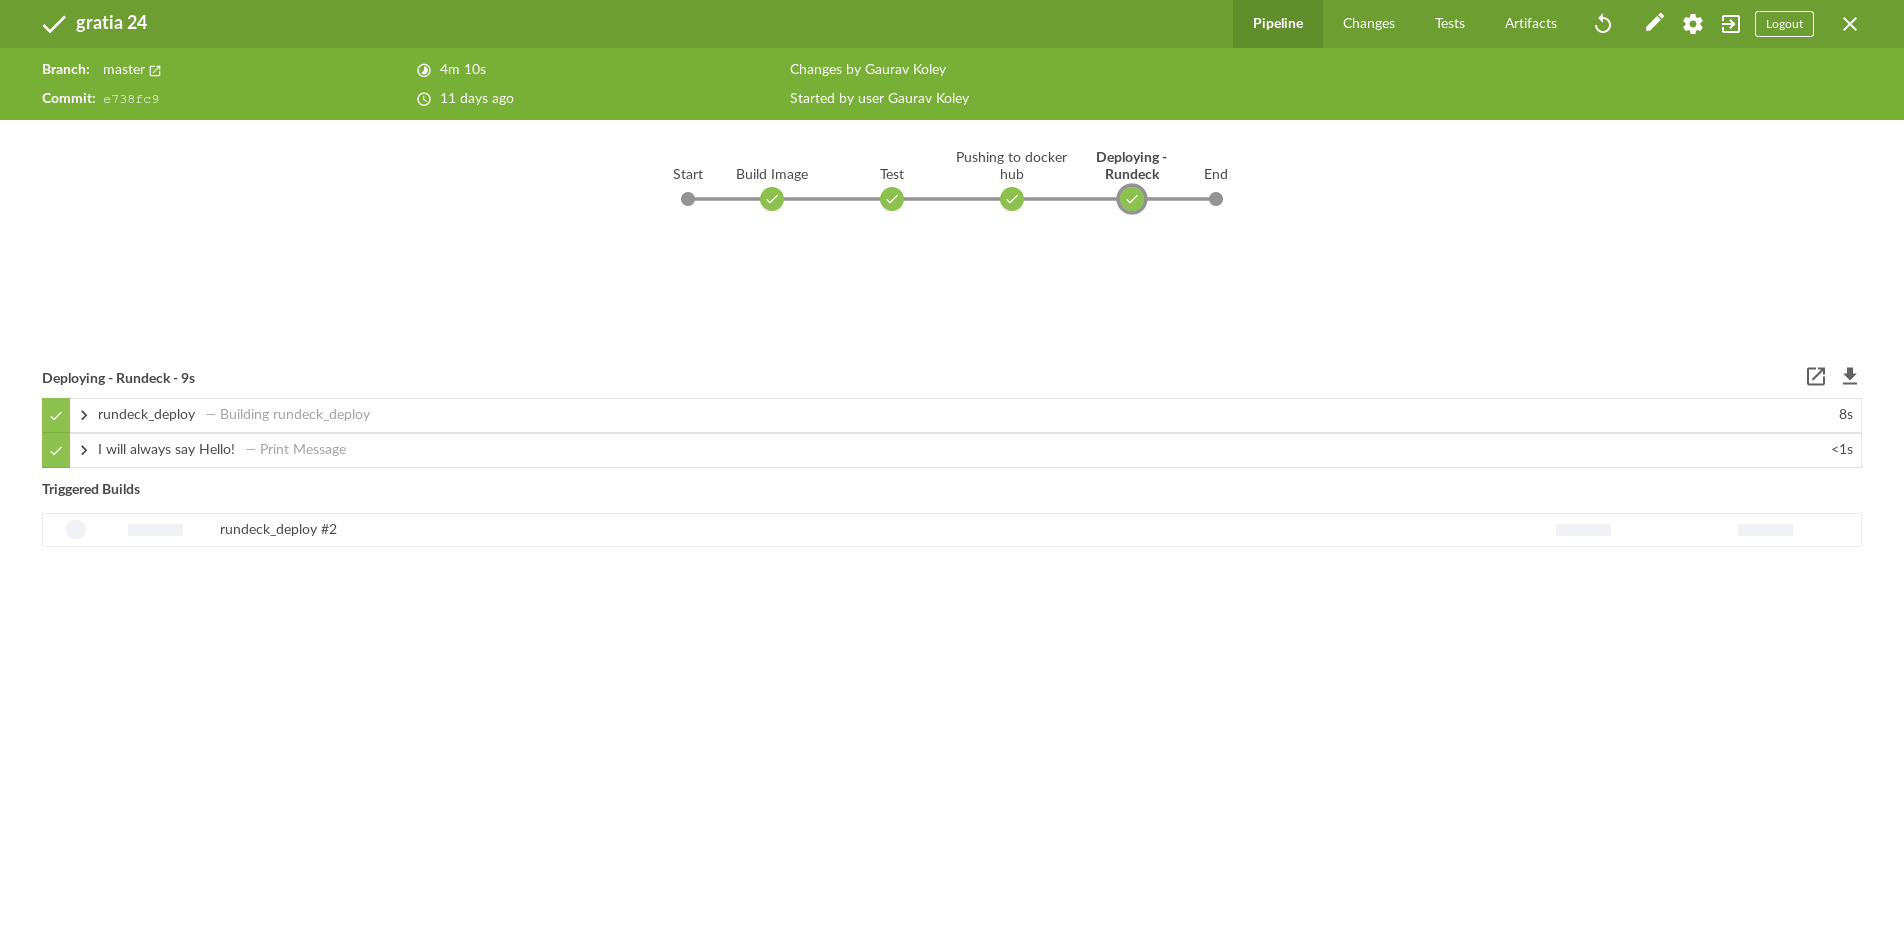 gratia 24
Pipeline Changes Tests Artifacts Logout
Branch: master 4m 10s Changes by Gaurav Koley
Commit: e738fc9 11 days ago Started by user Gaurav Koley
Start Build Image Test Pushing to docker hub Deploying - Rundeck End
Deploying - Rundeck - 9s
rundeck_deploy — Building rundeck_deploy 8s
I will always say Hello! — Print Message <1s
Triggered Builds
rundeck_deploy #2